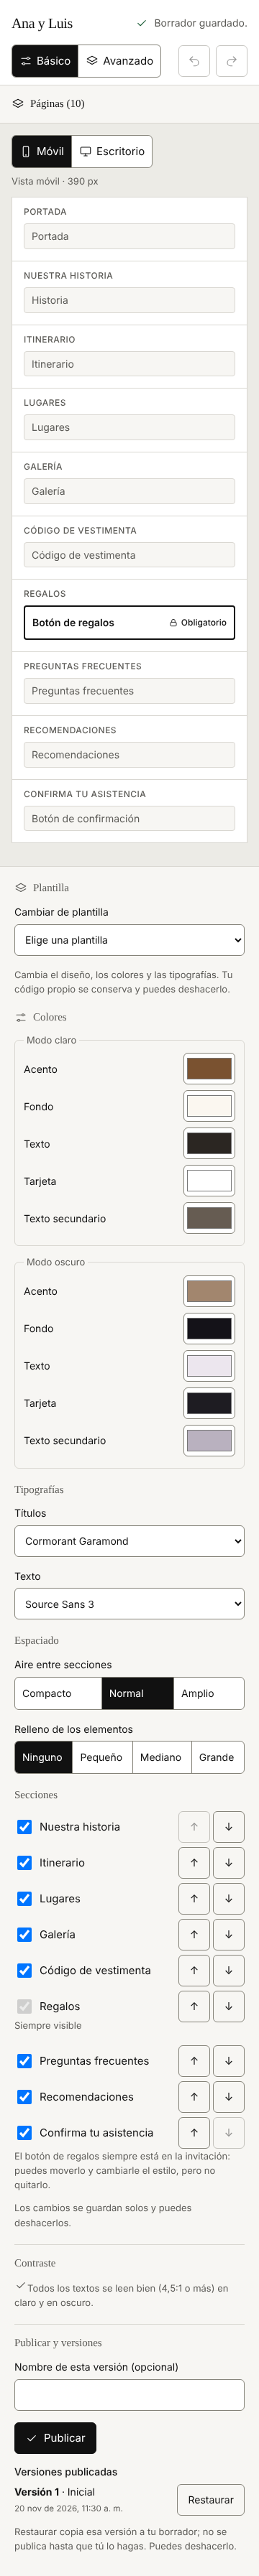 Ana y Luis
Borrador guardado.
Básico
Avanzado
Páginas (10)
Móvil
Escritorio
Vista móvil · 390 px
PORTADA
Portada
NUESTRA HISTORIA
Historia
ITINERARIO
Itinerario
LUGARES
Lugares
GALERÍA
Galería
CÓDIGO DE VESTIMENTA
Código de vestimenta
REGALOS
Botón de regalos
Obligatorio
PREGUNTAS FRECUENTES
Preguntas frecuentes
RECOMENDACIONES
Recomendaciones
CONFIRMA TU ASISTENCIA
Botón de confirmación
Plantilla
Cambiar de plantilla
Elige una plantilla
Cambia el diseño, los colores y las tipografías. Tu
código propio se conserva y puedes deshacerlo.
Colores
Modo claro
Acento
Fondo
Texto
Tarjeta
Texto secundario
Modo oscuro
Acento
Fondo
Texto
Tarjeta
Texto secundario
Tipografías
Títulos
Cormorant Garamond
Texto
Source Sans 3
Espaciado
Aire entre secciones
Compacto
Normal
Amplio
Relleno de los elementos
Ninguno
Pequeño
Mediano
Grande
Secciones
Nuestra historia
Itinerario
Lugares
Galería
Código de vestimenta
Regalos
Siempre visible
Preguntas frecuentes
Recomendaciones
Confirma tu asistencia
El botón de regalos siempre está en la invitación:
puedes moverlo y cambiarle el estilo, pero no
quitarlo.
Los cambios se guardan solos y puedes
deshacerlos.
Contraste
Todos los textos se leen bien (4,5:1 o más) en
claro y en oscuro.
Publicar y versiones
Nombre de esta versión (opcional)
Publicar
Versiones publicadas
Versión 1 · Inicial
20 nov de 2026, 11:30 a. m.
Restaurar
Restaurar copia esa versión a tu borrador; no se
publica hasta que tú lo hagas. Puedes deshacerlo.